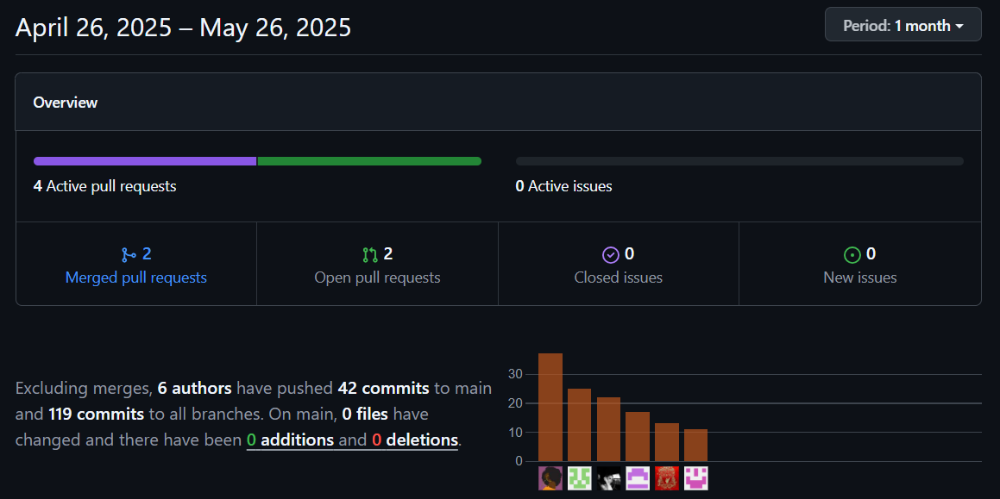 April 26, 2025 – May 26, 2025
Period: 1 month
Overview
4 Active pull requests
0 Active issues
2
Merged pull requests
2
Open pull requests
0
Closed issues
0
New issues
Excluding merges, 6 authors have pushed 42 commits to main
and 119 commits to all branches. On main, 0 files have
changed and there have been 0 additions and 0 deletions.
30
20
10
0